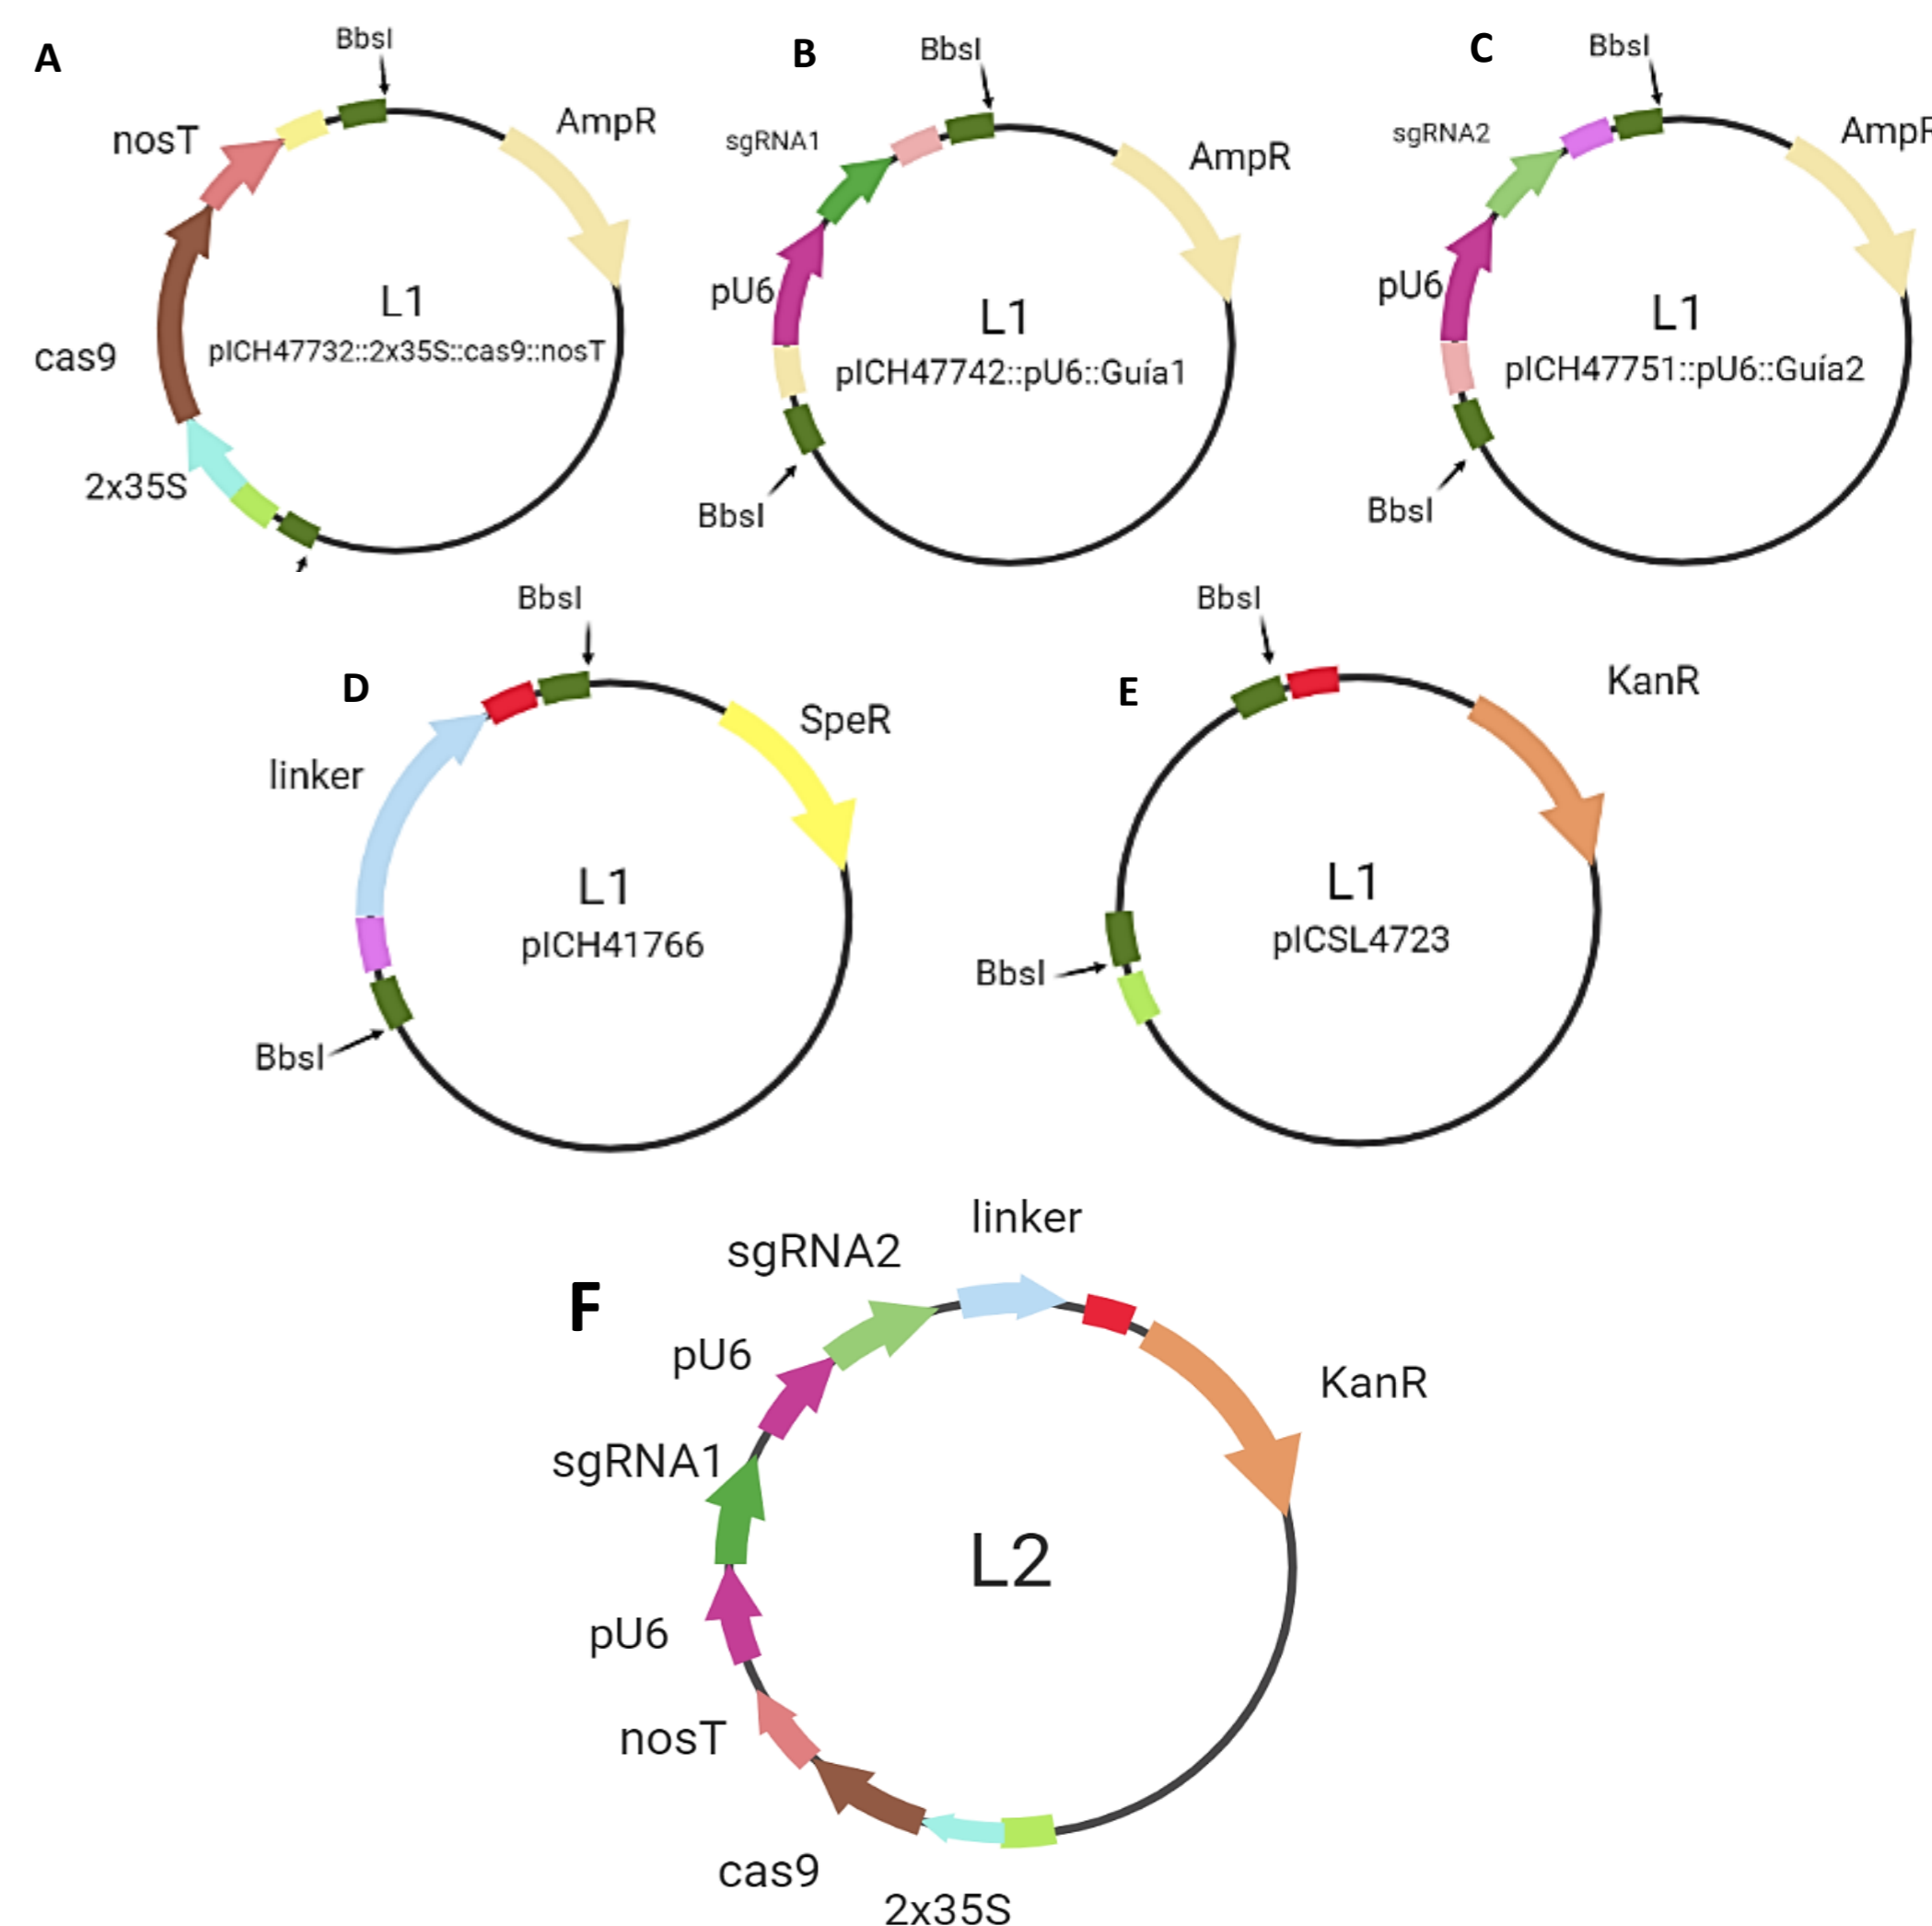 A
BbsI
nosT
AmpR
cas9
L1
pICH47732::2x35S::cas9::nosT
2x35S
B
BbsI
sgRNA1
AmpR
pU6
L1
pICH47742::pU6::Guía1
BbsI
C
BbsI
sgRNA2
AmpR
pU6
L1
pICH47751::pU6::Guía2
BbsI
D
BbsI
SpeR
linker
L1
pICH41766
BbsI
E
BbsI
KanR
L1
pICSL4723
BbsI
F
linker
sgRNA2
pU6
KanR
sgRNA1
L2
pU6
nosT
cas9
2x35S